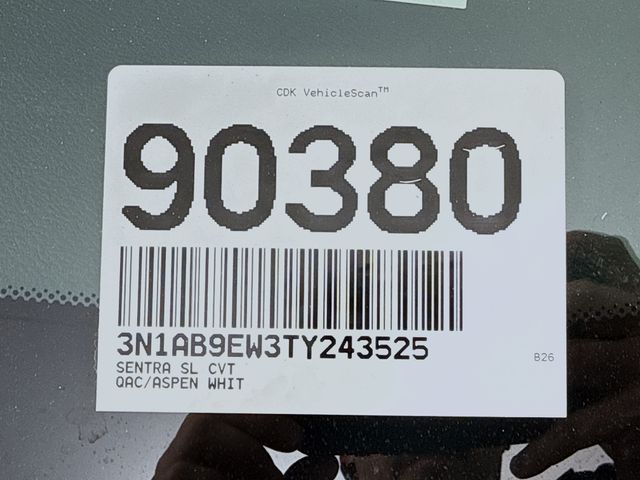 CDK VehicleScan™
90380
3N1AB9EW3TY243525
SENTRA SL CVT
QAC/ASPEN WHIT
B26